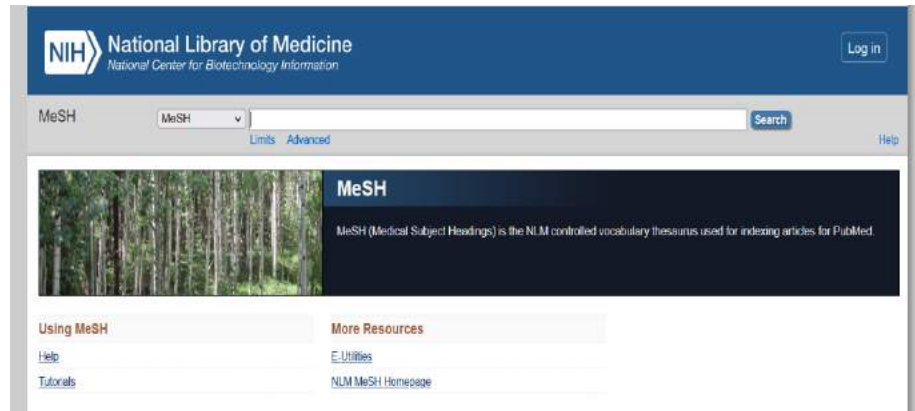 NIH National Library of Medicine
National Center for Biotechnology Information
Log in
MeSH
MeSH
Search
Limits Advanced
Help
MeSH
MeSH (Medical Subject Headings) is the NLM controlled vocabulary thesaurus used for indexing articles for PubMed.
Using MeSH
More Resources
Help
E-Utilities
Tutorials
NLM MeSH Homepage